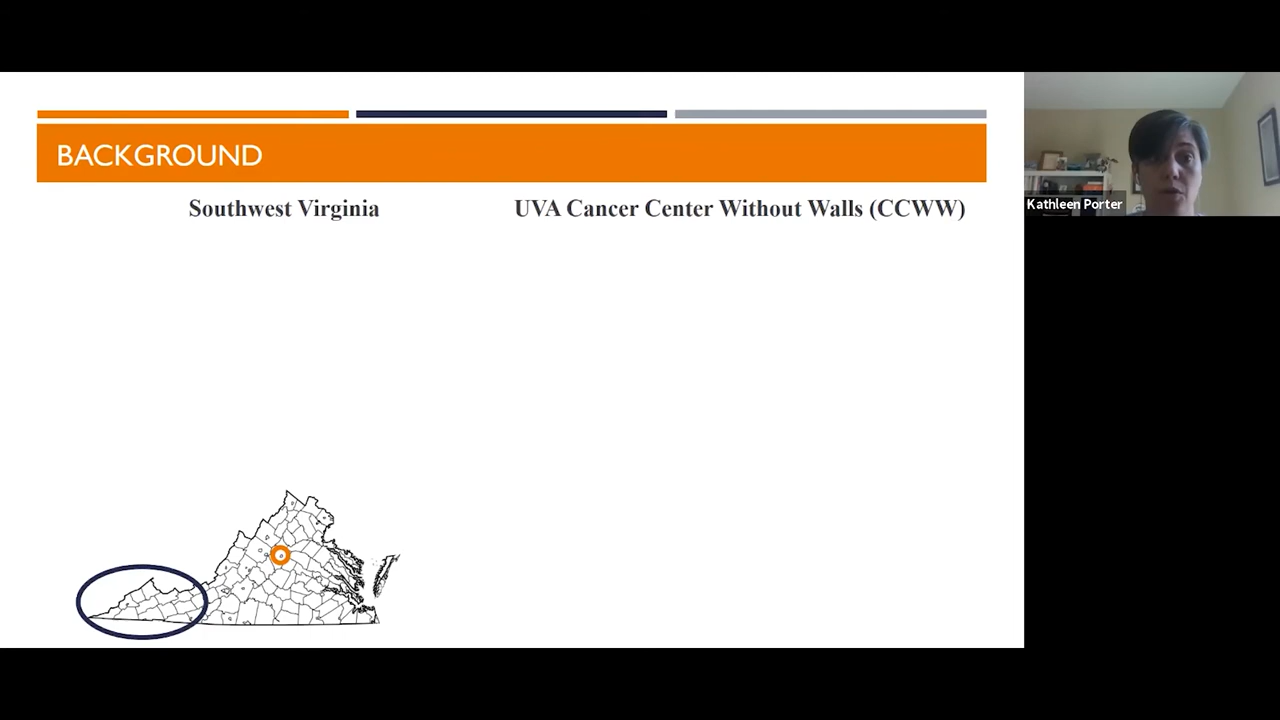 BACKGROUND
Southwest Virginia
UVA Cancer Center Without Walls (CCWW)
Kathleen Porter